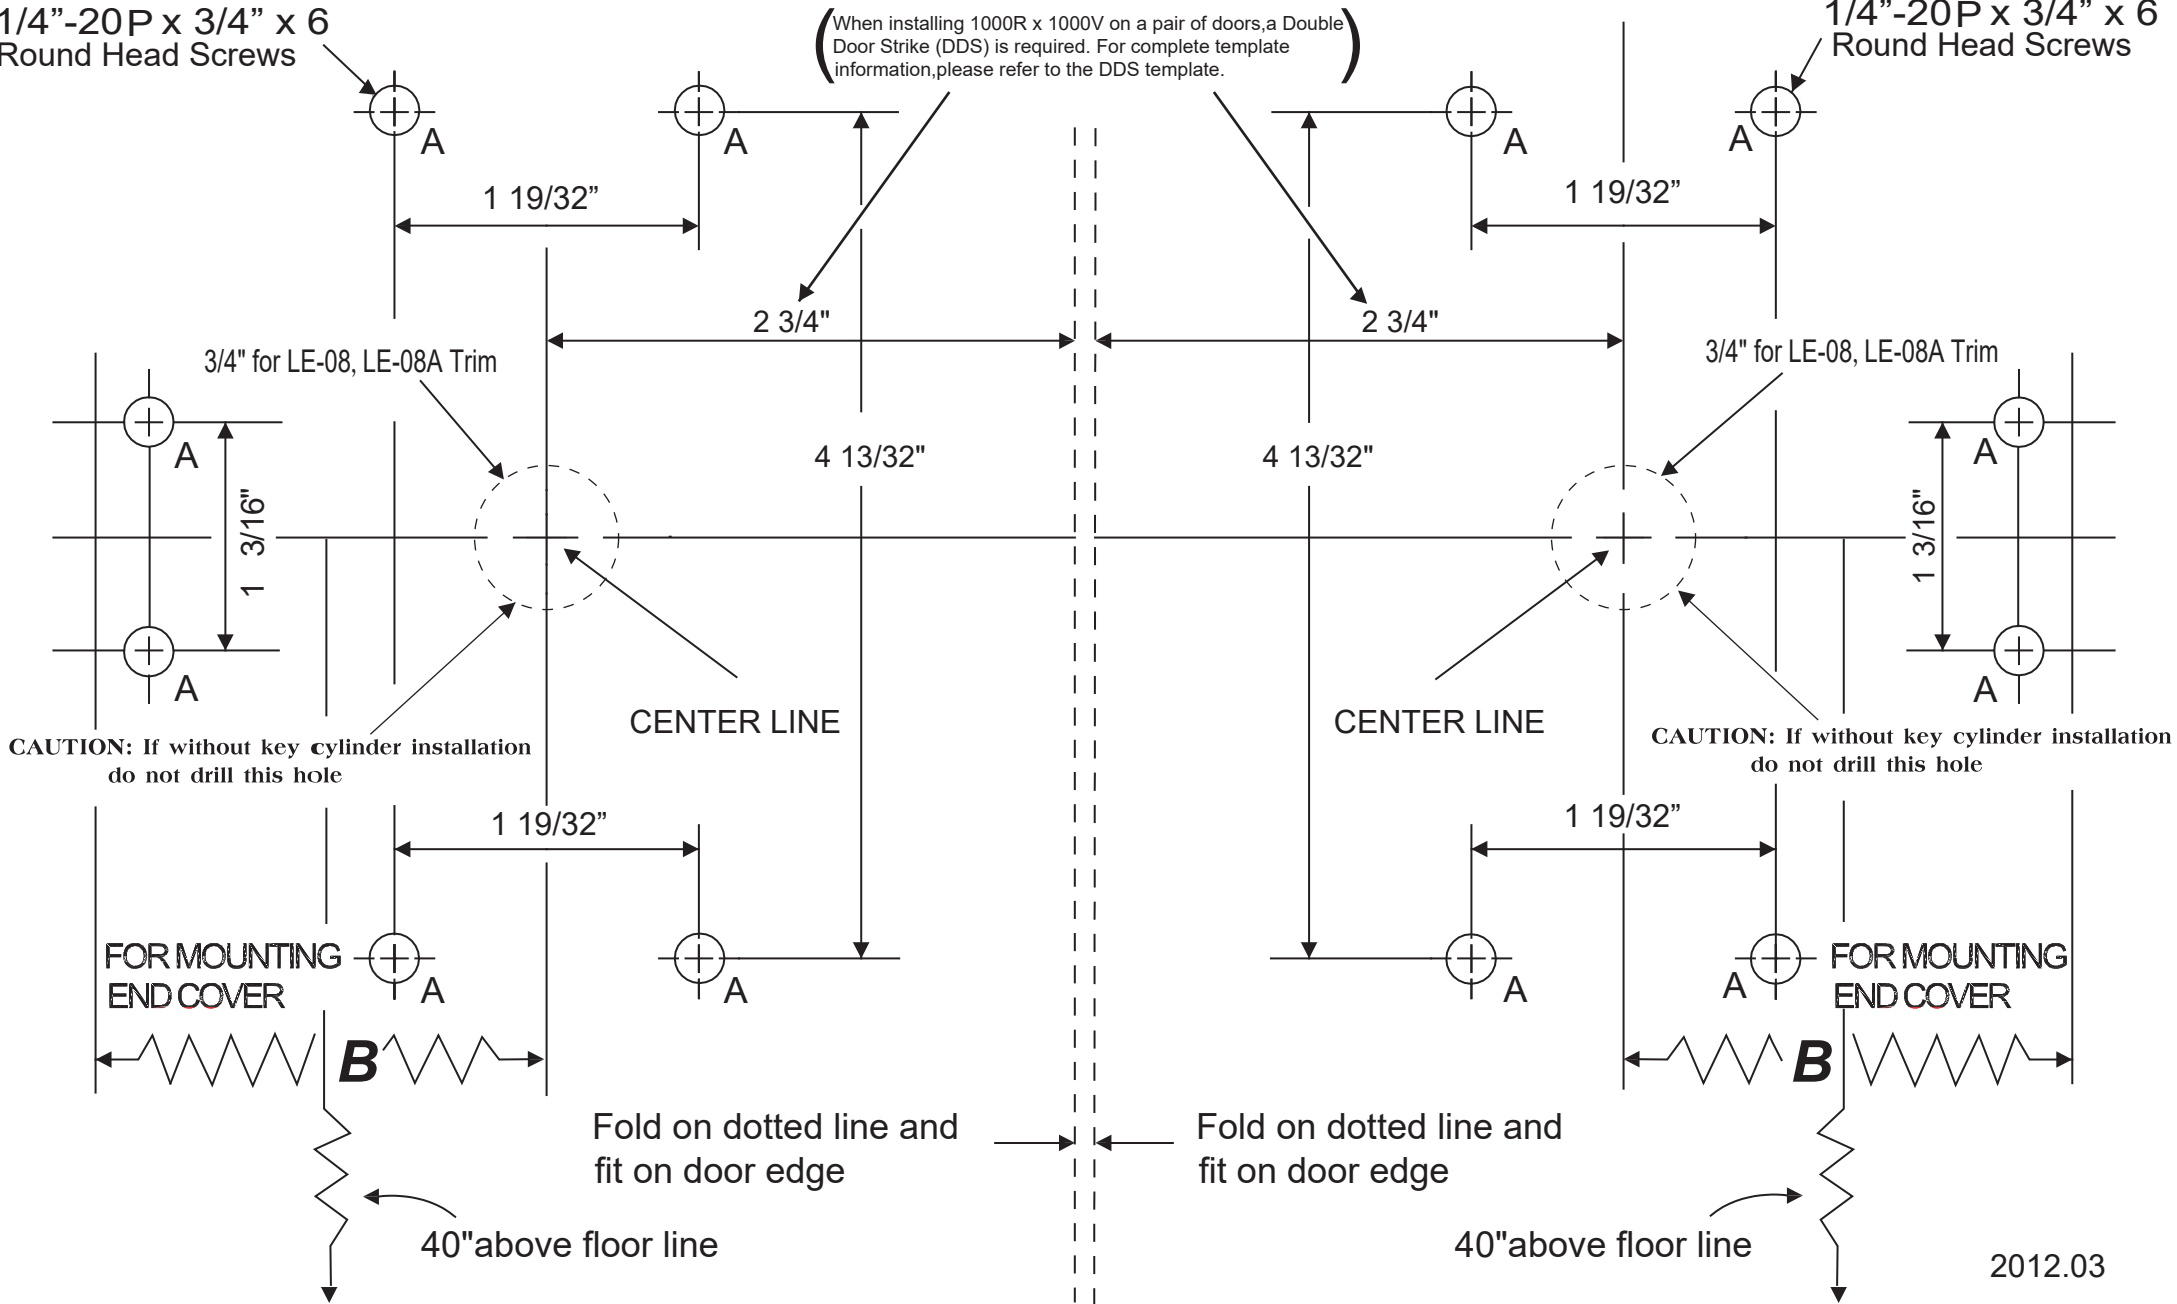 1/4”-20P x 3/4” x 6
Round Head Screws
When installing 1000R x 1000V on a pair of doors,a Double
Door Strike (DDS) is required. For complete template
information,please refer to the DDS template.
1/4”-20P x 3/4” x 6
Round Head Screws
A
A
A
A
1 19/32”
1 19/32”
2 3/4"
2 3/4"
3/4" for LE-08, LE-08A Trim
3/4" for LE-08, LE-08A Trim
A
4 13/32"
4 13/32"
A
1 3/16"
1 3/16"
A
A
CENTER LINE
CENTER LINE
CAUTION: If without key cylinder installation
do not drill this hole
CAUTION: If without key cylinder installation
do not drill this hole
1 19/32”
1 19/32”
FOR MOUNTING
END COVER
A
A
A
A
FOR MOUNTING
END COVER
B
B
Fold on dotted line and
fit on door edge
Fold on dotted line and
fit on door edge
40"above floor line
40"above floor line
2012.03